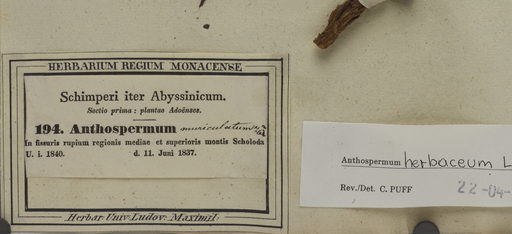 HERBARIUM REGIUM MONACENSE
Schimperi iter Abyssinicum.
Sectio prima: plantae Adoënses.
194. Anthospermum muriculatum
In fissuris rupium regionis mediae et superioris montis Scholoda
U. i. 1840. d. 11. Juni 1837.
Herbar. Univ. Ludov. Maximil.
Anthospermum herbaceum L
Rev./Det. C. PUFF 22-04-